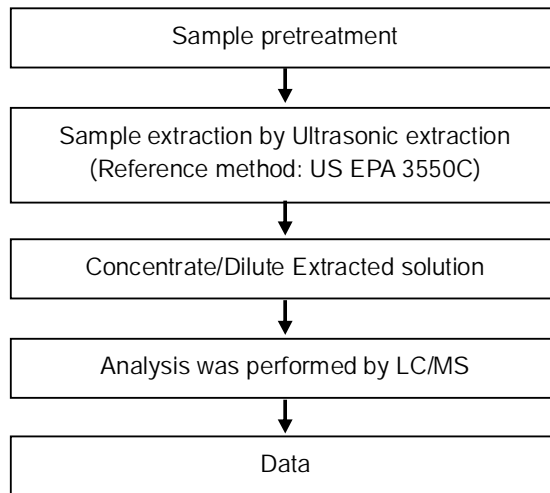 Sample pretreatment
Sample extraction by Ultrasonic extraction
(Reference method: US EPA 3550C)
Concentrate/Dilute Extracted solution
Analysis was performed by LC/MS
Data